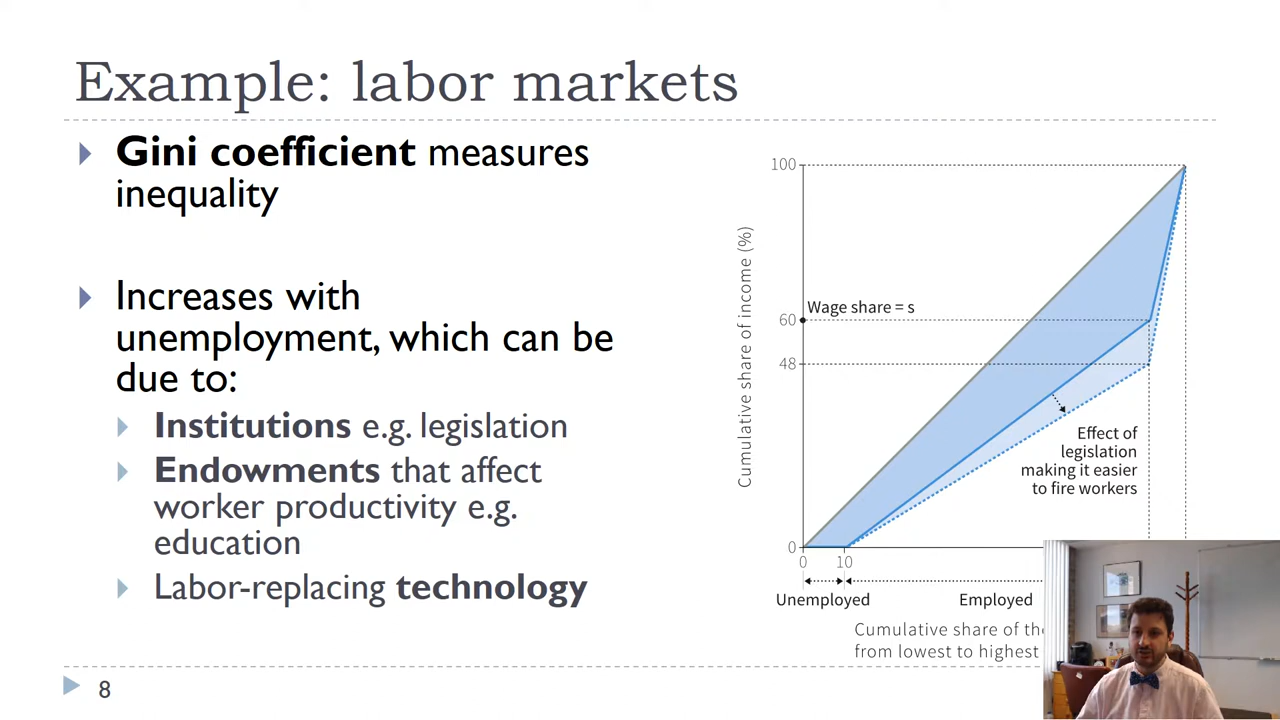 Example: labor markets
Gini coefficient measures
inequality
Increases with
unemployment, which can be
due to:
Institutions e.g. legislation
Endowments that affect
worker productivity e.g.
education
Labor-replacing technology
8
Cumulative share of income (%)
100
60
48
0
Wage share = s
Effect of
legislation
making it easier
to fire workers
0
10
Unemployed
Employed
Cumulative share of the
from lowest to highest